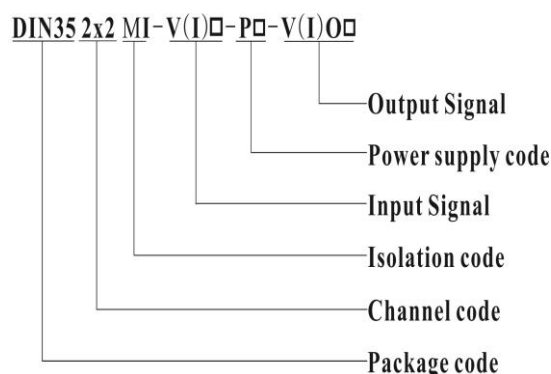 DIN35 2x2 MI-V(I)□-P□-V(I)O□
Output Signal
Power supply code
Input Signal
Isolation code
Channel code
Package code